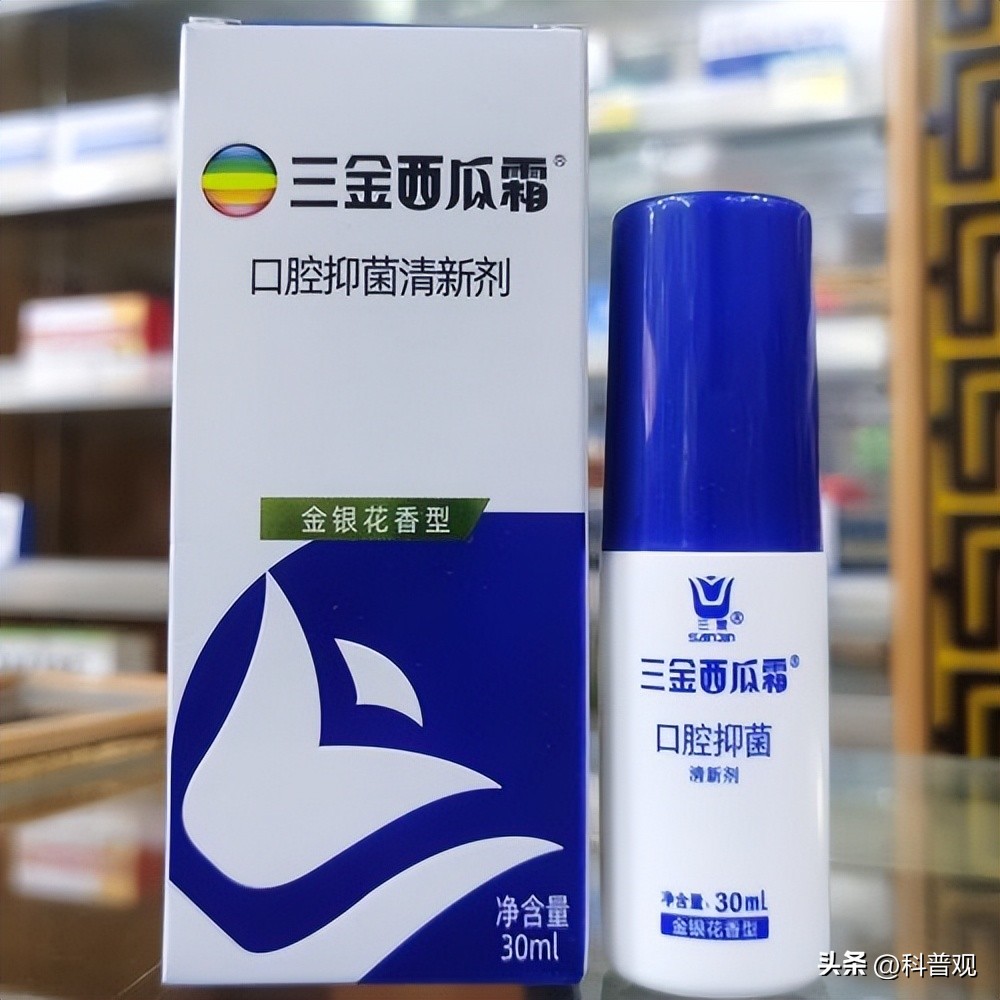 三金西瓜霜®
口腔抑菌清新剂
金银花香型
净含量
30ml
三金®
SANJIN
三金西瓜霜®
口腔抑菌
清新剂
净含量:30mL
金银花香型
头条 @科普观